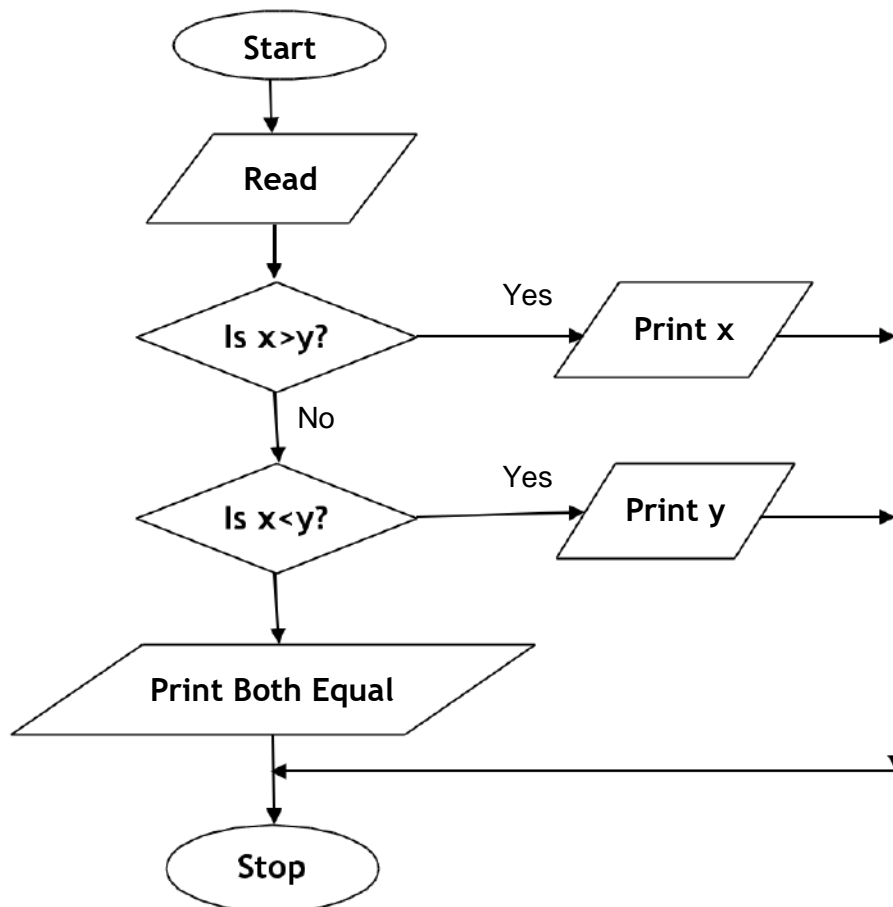 Start
Read
Is x>y?
Yes
Print x
No
Is x<y?
Yes
Print y
Print Both Equal
Stop